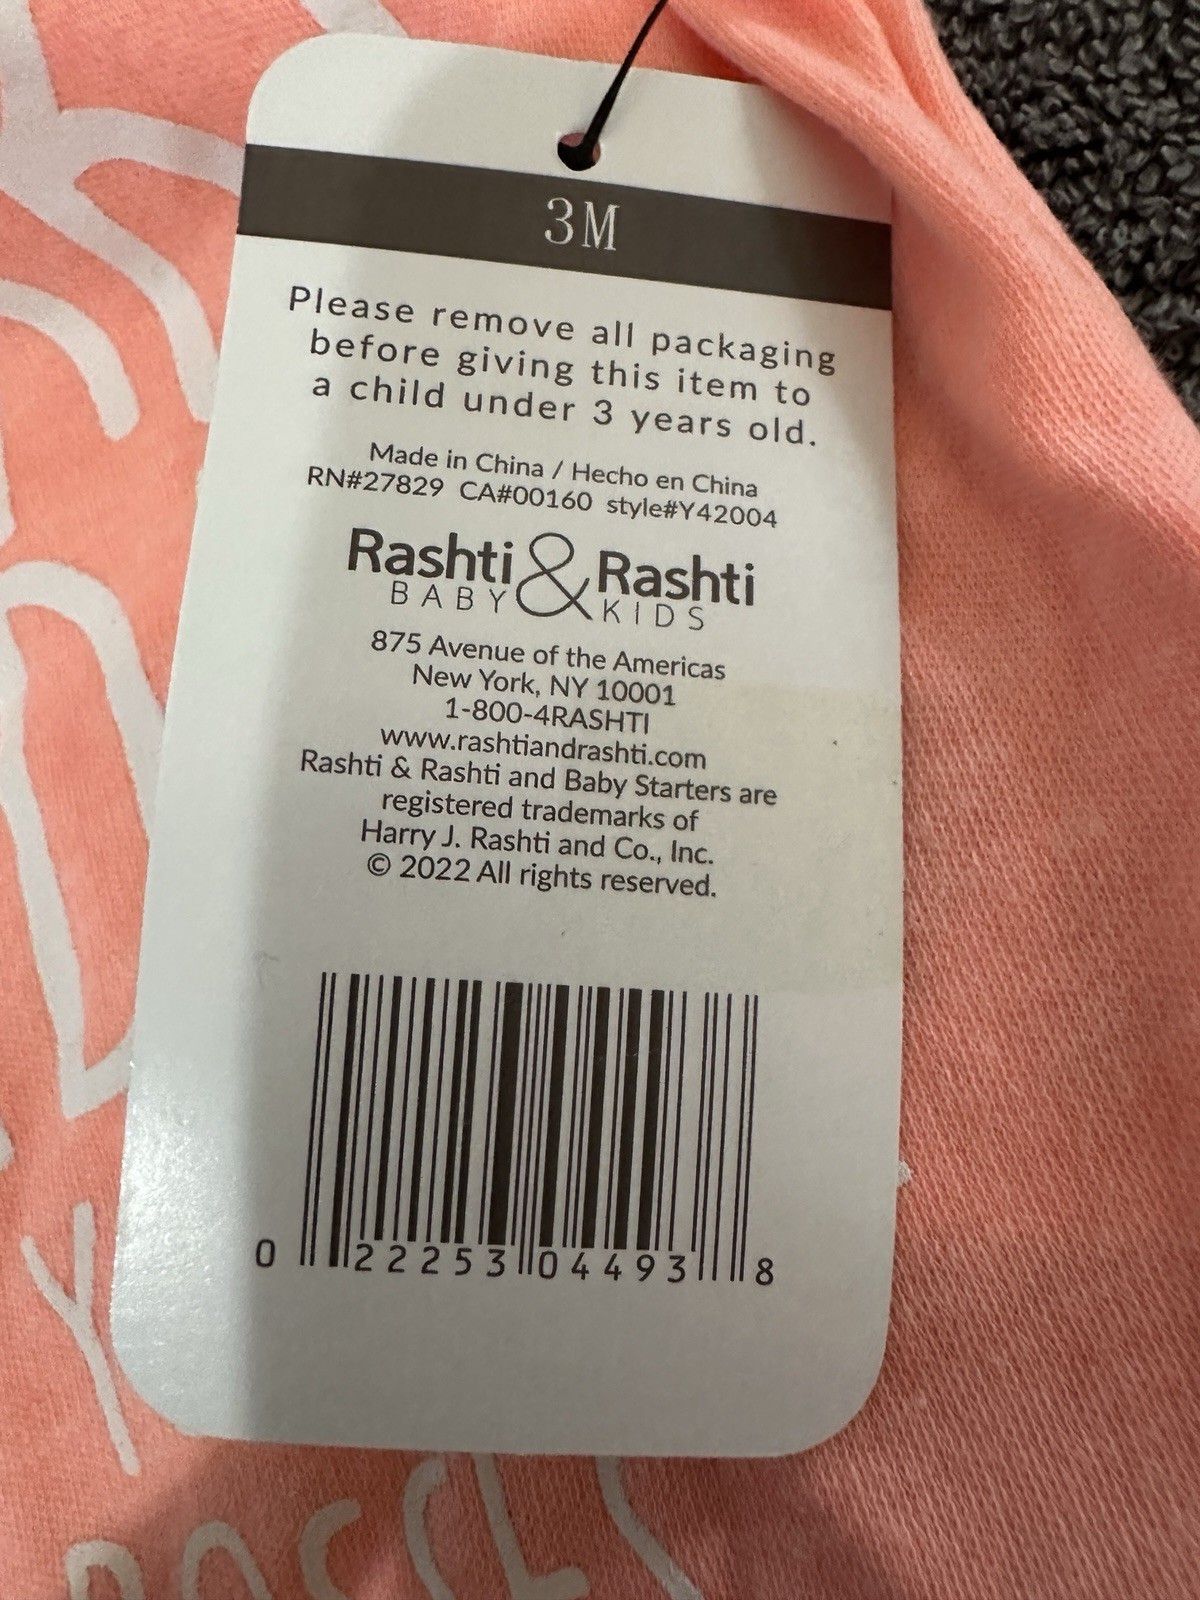 3M
Please remove all packaging
before giving this item to
a child under 3 years old.
Made in China / Hecho en China
RN#27829 CA#00160 style#Y42004
Rashti & Rashti
BABY KIDS
875 Avenue of the Americas
New York, NY 10001
1-800-4RASHTI
www.rashtiandrashti.com
Rashti & Rashti and Baby Starters are
registered trademarks of
Harry J. Rashti and Co., Inc.
© 2022 All rights reserved.
0 22253 04493 8